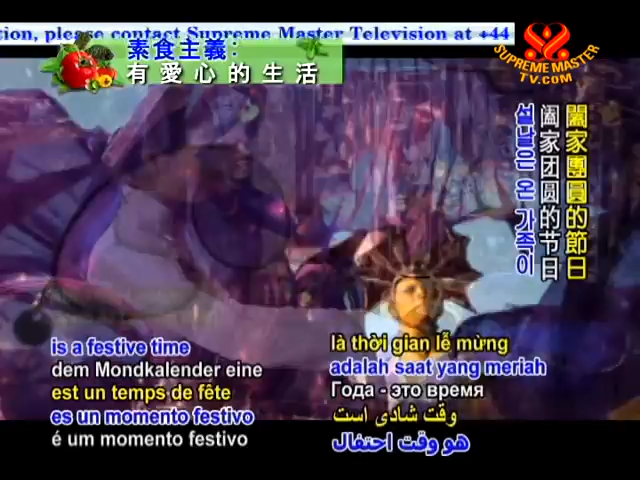 tion, please contact Supreme Master Television at +44
素食主義:
有愛心的生活
SUPREME MASTER
TV.COM
闔家團圓的節日
阖家团圆的节日
설날은 온 가족이
is a festive time
dem Mondkalender eine
est un temps de fête
es un momento festivo
é um momento festivo
là thời gian lễ mừng
adalah saat yang meriah
Года - это время
وقت شادی است
هو وقت احتفال